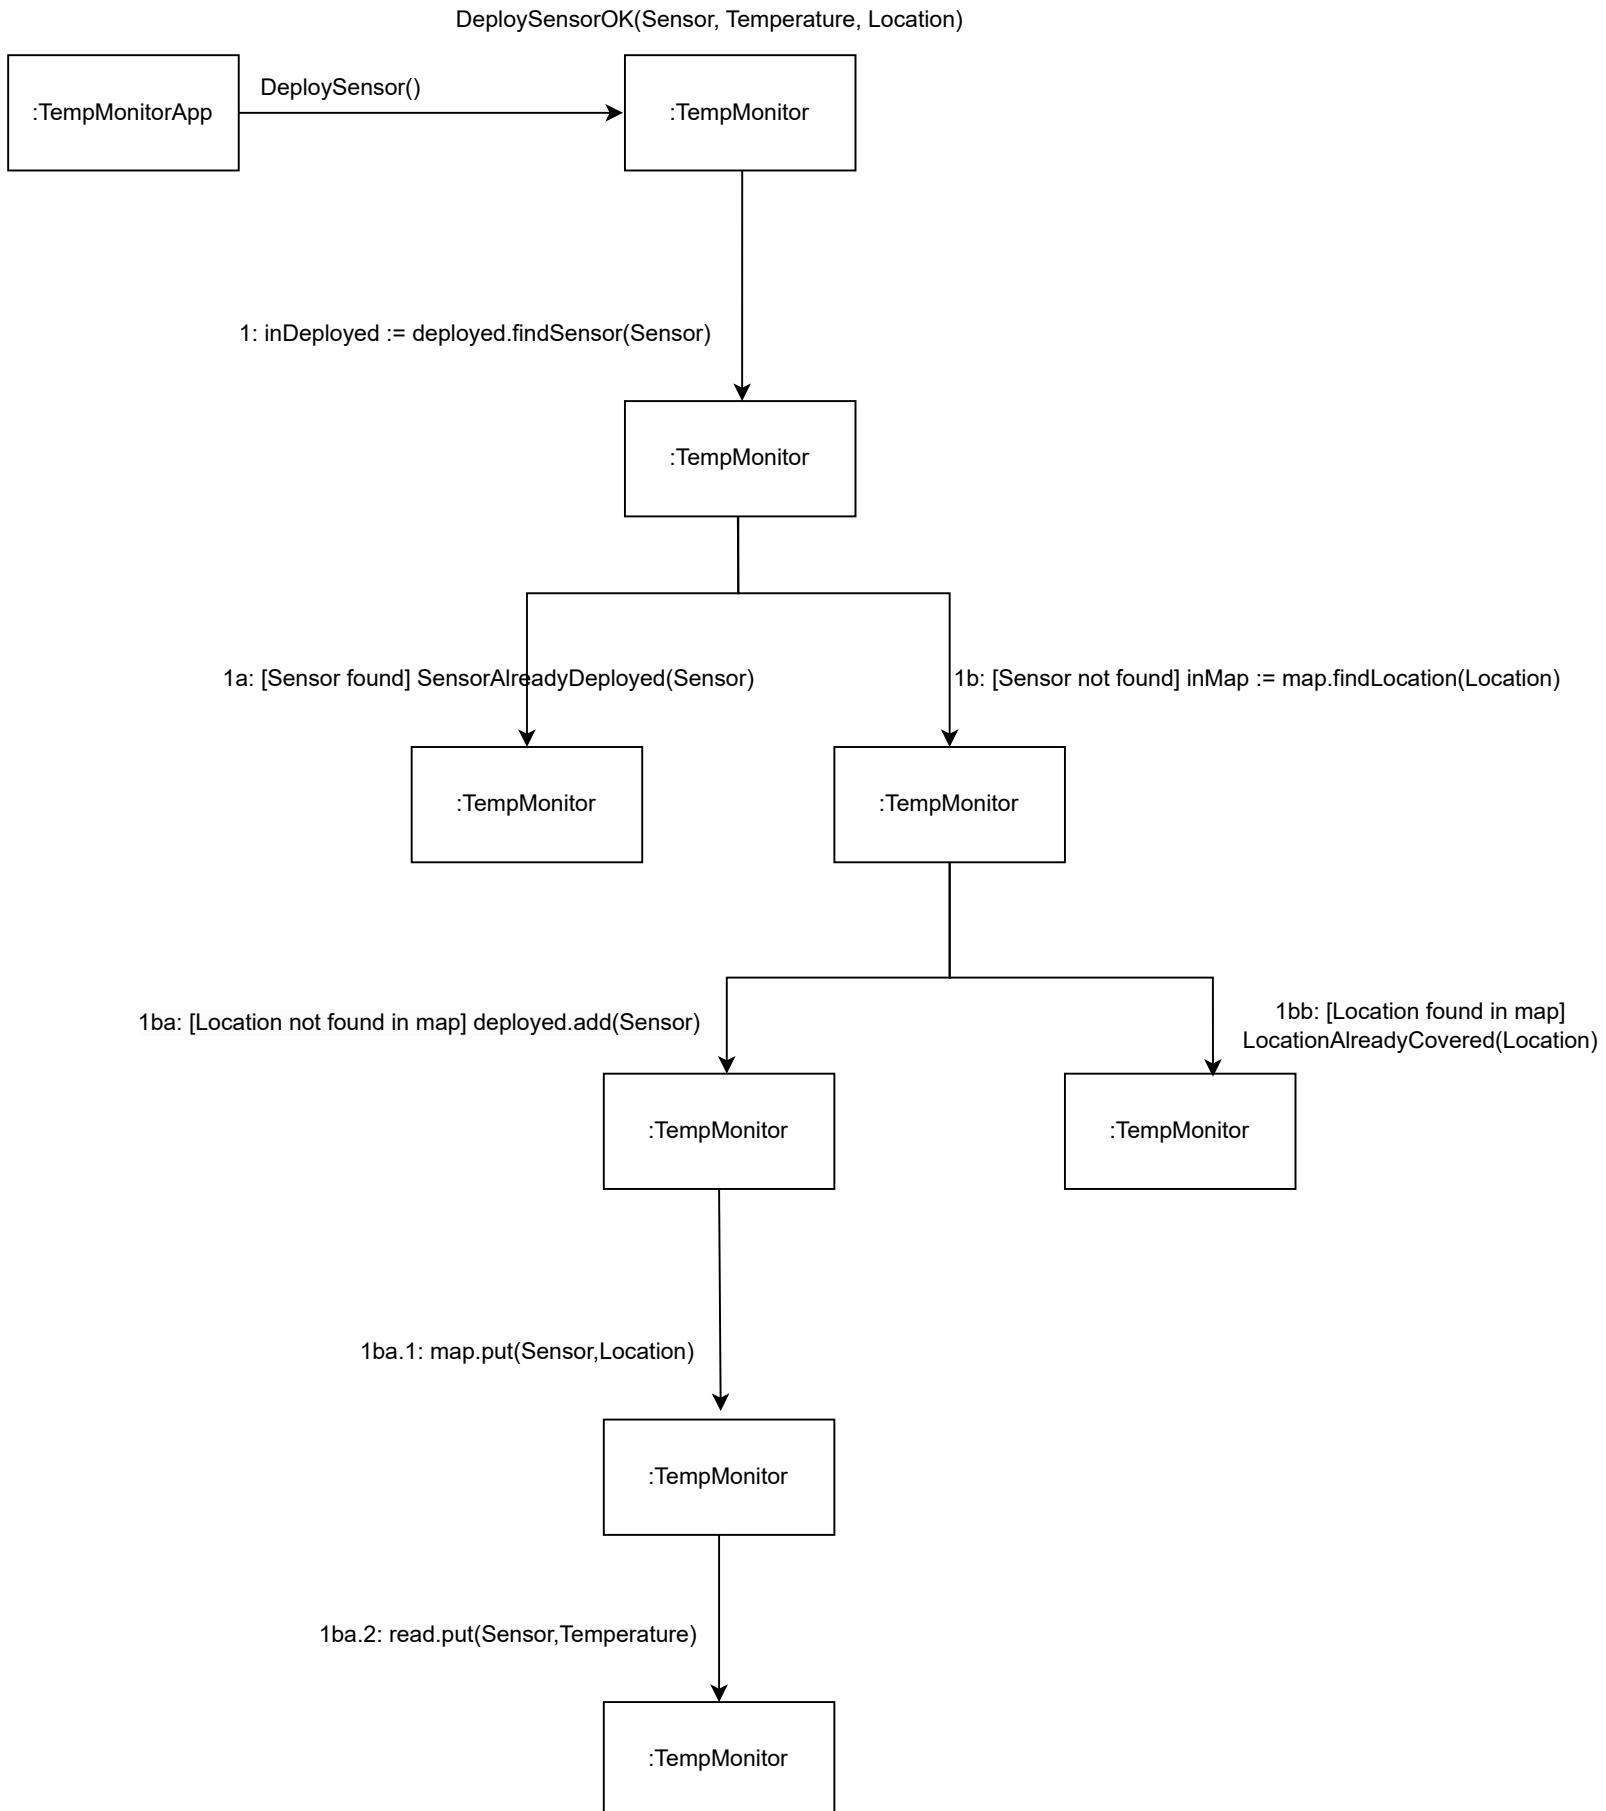 DeploySensorOK(Sensor, Temperature, Location)
:TempMonitorApp
DeploySensor()
:TempMonitor
1: inDeployed := deployed.findSensor(Sensor)
:TempMonitor
1a: [Sensor found] SensorAlreadyDeployed(Sensor)
1b: [Sensor not found] inMap := map.findLocation(Location)
:TempMonitor
:TempMonitor
1ba: [Location not found in map] deployed.add(Sensor)
1bb: [Location found in map]
LocationAlreadyCovered(Location)
:TempMonitor
:TempMonitor
1ba.1: map.put(Sensor,Location)
:TempMonitor
1ba.2: read.put(Sensor,Temperature)
:TempMonitor